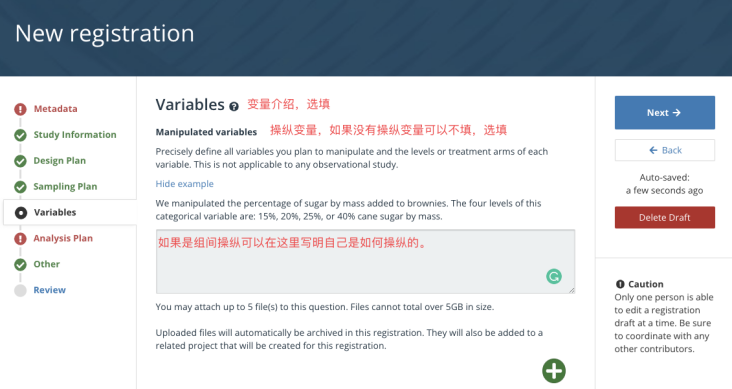 New registration
Metadata
Study Information
Design Plan
Sampling Plan
Variables
Analysis Plan
Other
Review
Variables ? 变量介绍，选填
Manipulated variables 操纵变量，如果没有操纵变量可以不填，选填
Precisely define all variables you plan to manipulate and the levels or treatment arms of each
variable. This is not applicable to any observational study.
Hide example
We manipulated the percentage of sugar by mass added to brownies. The four levels of this
categorical variable are: 15%, 20%, 25%, or 40% cane sugar by mass.
如果是组间操纵可以在这里写明自己是如何操纵的。
You may attach up to 5 file(s) to this question. Files cannot total over 5GB in size.
Uploaded files will automatically be archived in this registration. They will also be added to a
related project that will be created for this registration.
Next →
← Back
Auto-saved:
a few seconds ago
Delete Draft
Caution
Only one person is able
to edit a registration
draft at a time. Be sure
to coordinate with any
other contributors.